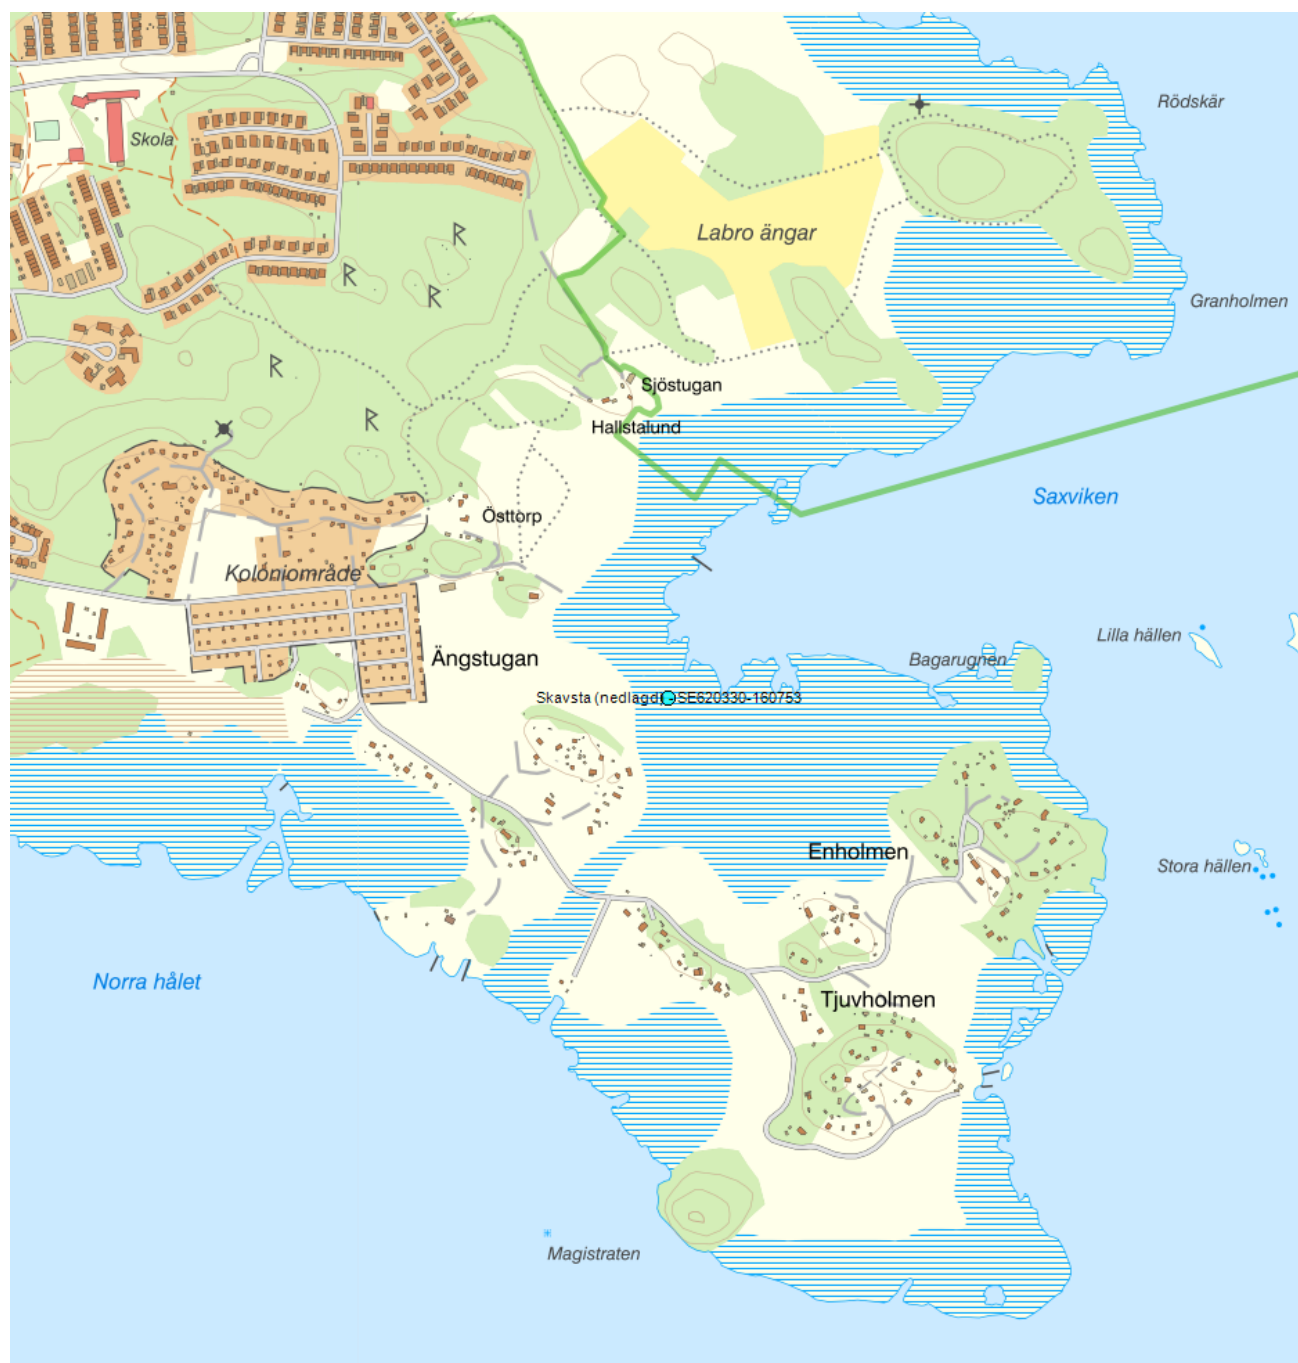 Rödskär
Skola
Labro ängar
Granholmen
Sjöstugan
Hallstalund
Saxviken
Östtorp
Koloniområde
Lilla hällen
Ängstugan
Bagarugnen
Skavsta (nedlagd) - SE620330-160753
Enholmen
Stora hällen
Norra hålet
Tjuvholmen
Magistraten